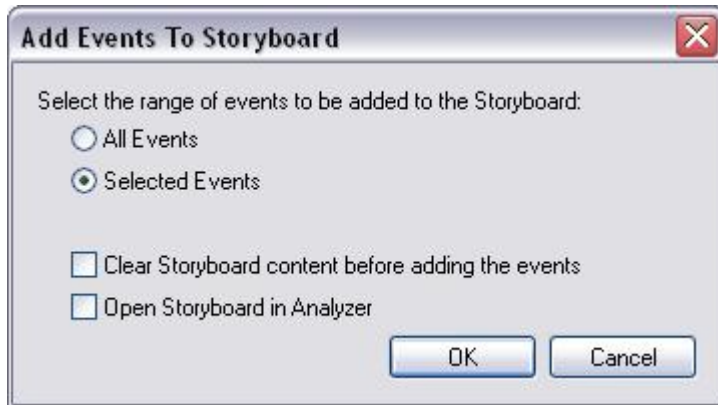 Add Events To Storyboard
Select the range of events to be added to the Storyboard:
All Events
Selected Events
Clear Storyboard content before adding the events
Open Storyboard in Analyzer
OK Cancel